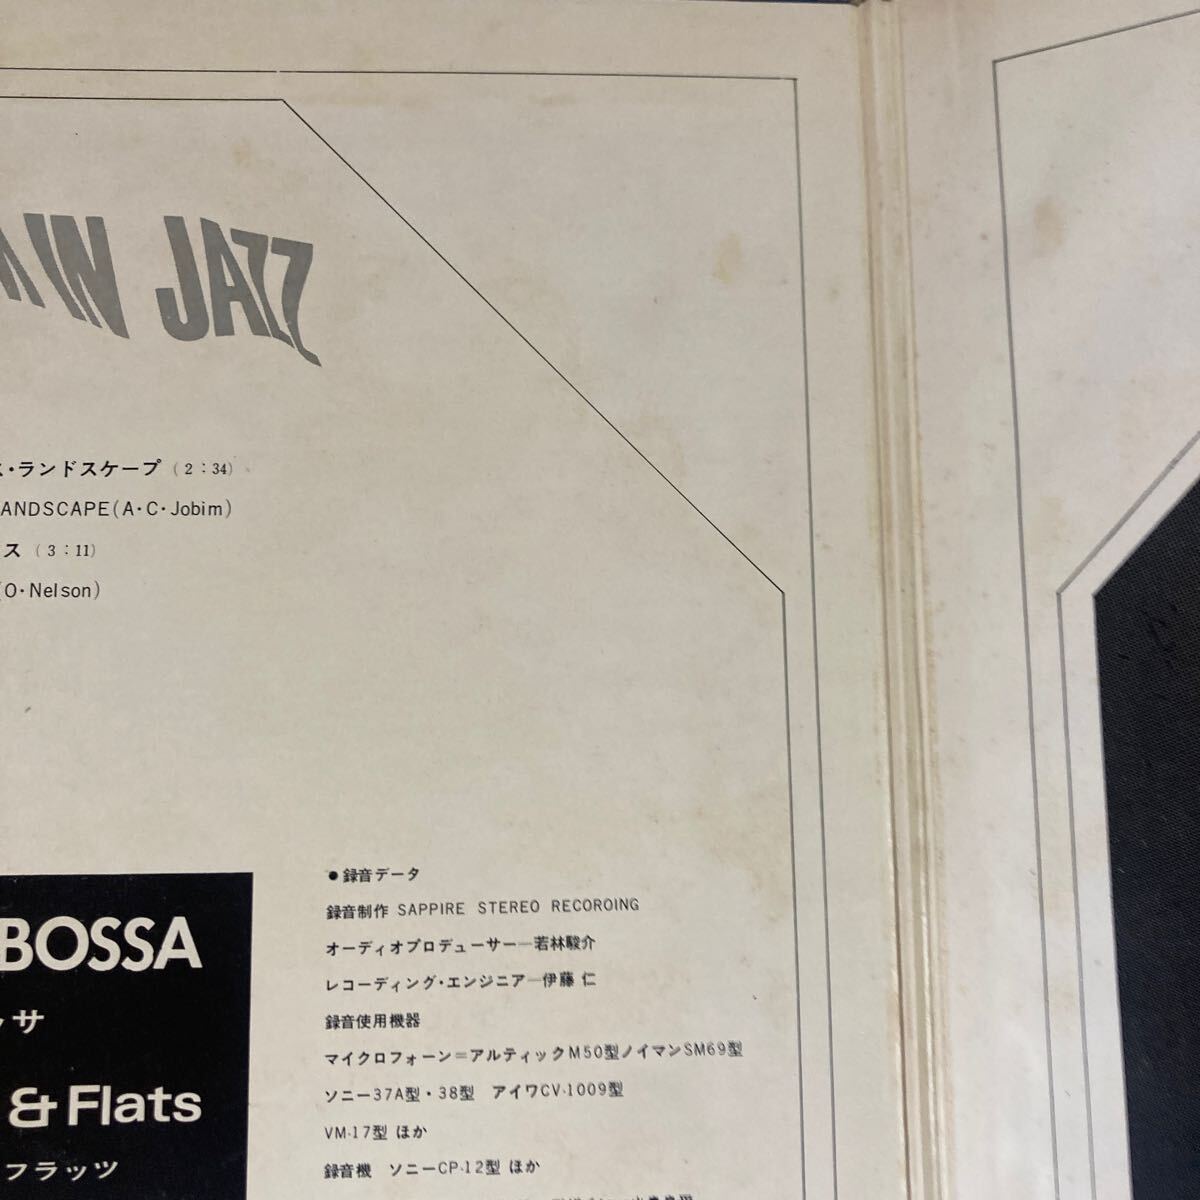 IN JAZZ
ス・ランドスケープ (2:34)
ANDSCAPE(A・C・Jobim)
ス (3:11)
(O・Nelson)
●録音データ
録音制作 SAPPIRE STEREO RECOROING
オーディオプロデューサー—若林駿介
レコーディング・エンジニア—伊藤 仁
録音使用機器
マイクロフォーン=アルティックM50型ノイマンSM69型
ソニー37A型・38型 アイワCV-1009型
VM-17型 ほか
録音機 ソニーCP-12型 ほか
BOSSA
ッサ
& Flats
フラッツ